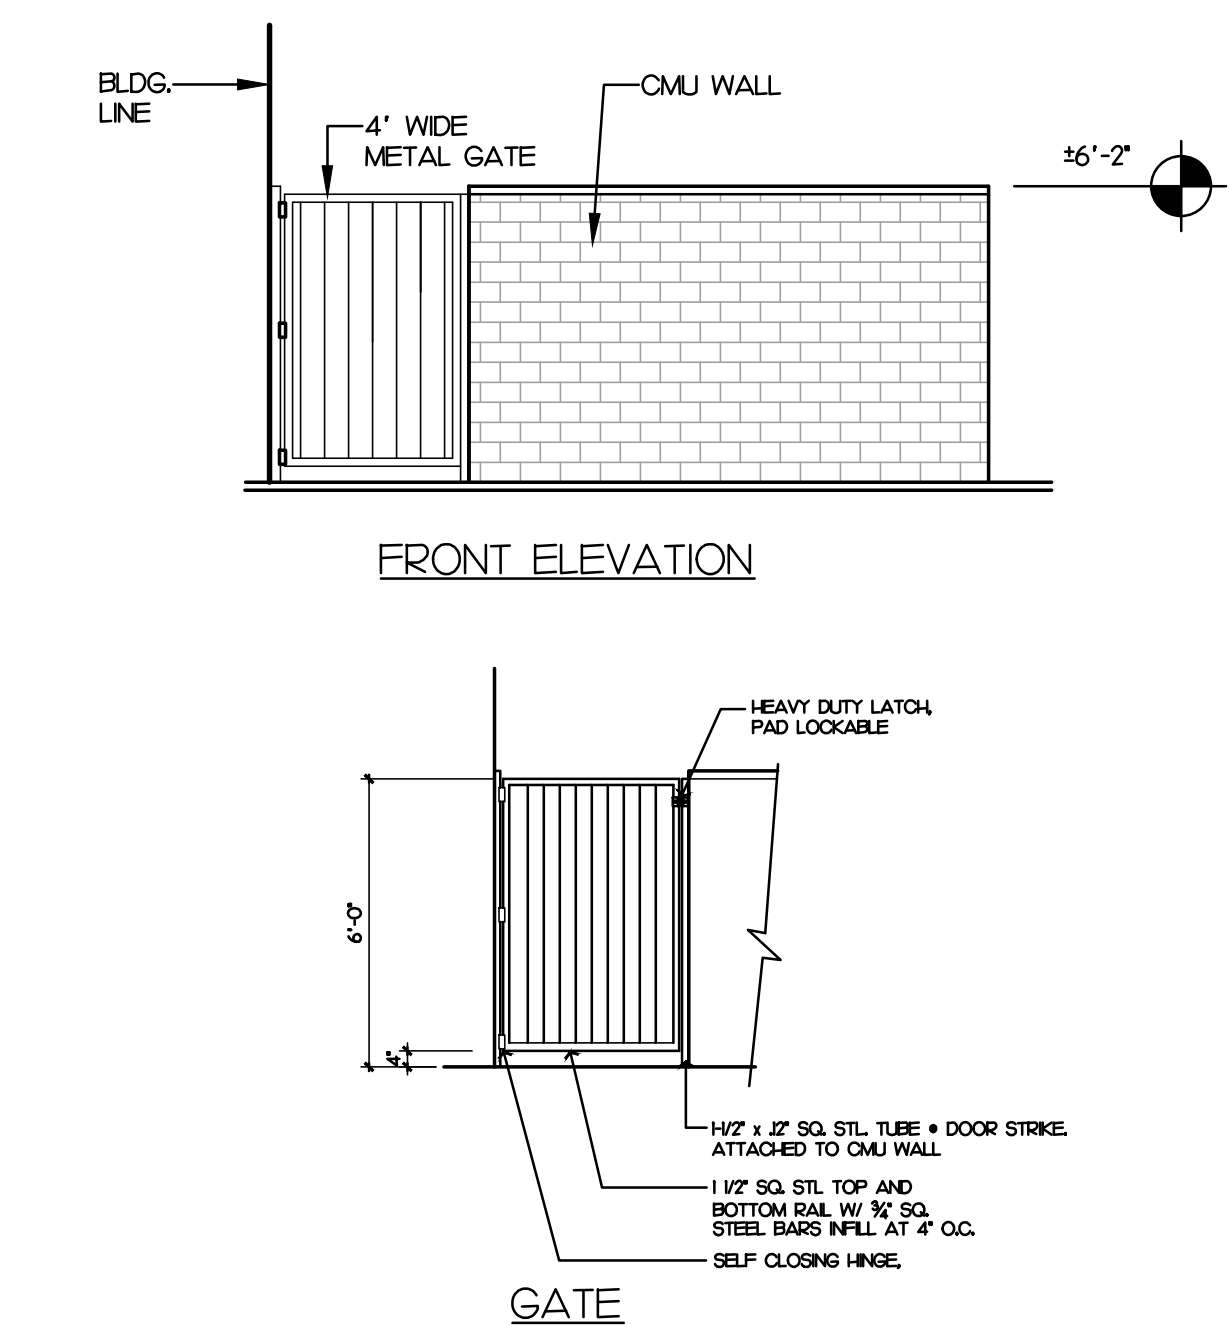 BLDG.
LINE
4' WIDE
METAL GATE
CMU WALL
±6'-2"
FRONT ELEVATION
HEAVY DUTY LATCH,
PAD LOCKABLE
6'-0"
4"
1-1/2" x .12" SQ. STL. TUBE • DOOR STRIKE.
ATTACHED TO CMU WALL
1 1/2" SQ. STL TOP AND
BOTTOM RAIL W/ ¾" SQ.
STEEL BARS INFILL AT 4" O.C.
SELF CLOSING HINGE,
GATE